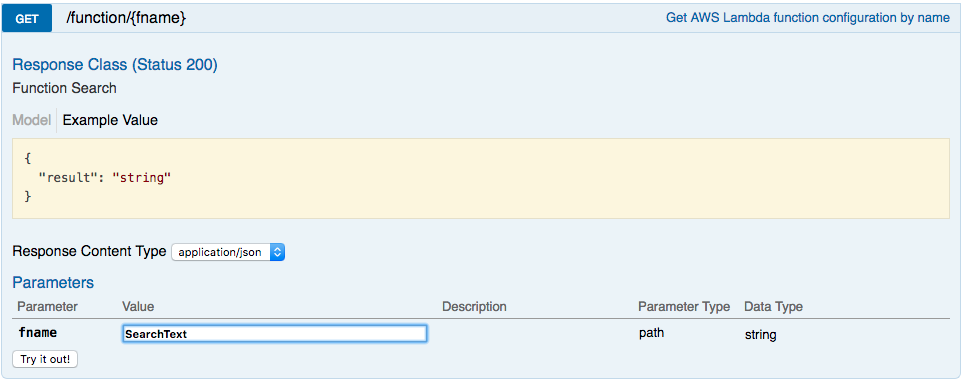 GET /function/{fname} Get AWS Lambda function configuration by name
Response Class (Status 200)
Function Search
Model Example Value
{
"result": "string"
}
Response Content Type application/json
Parameters
Parameter Value Description Parameter Type Data Type
fname SearchText path string
Try it out!